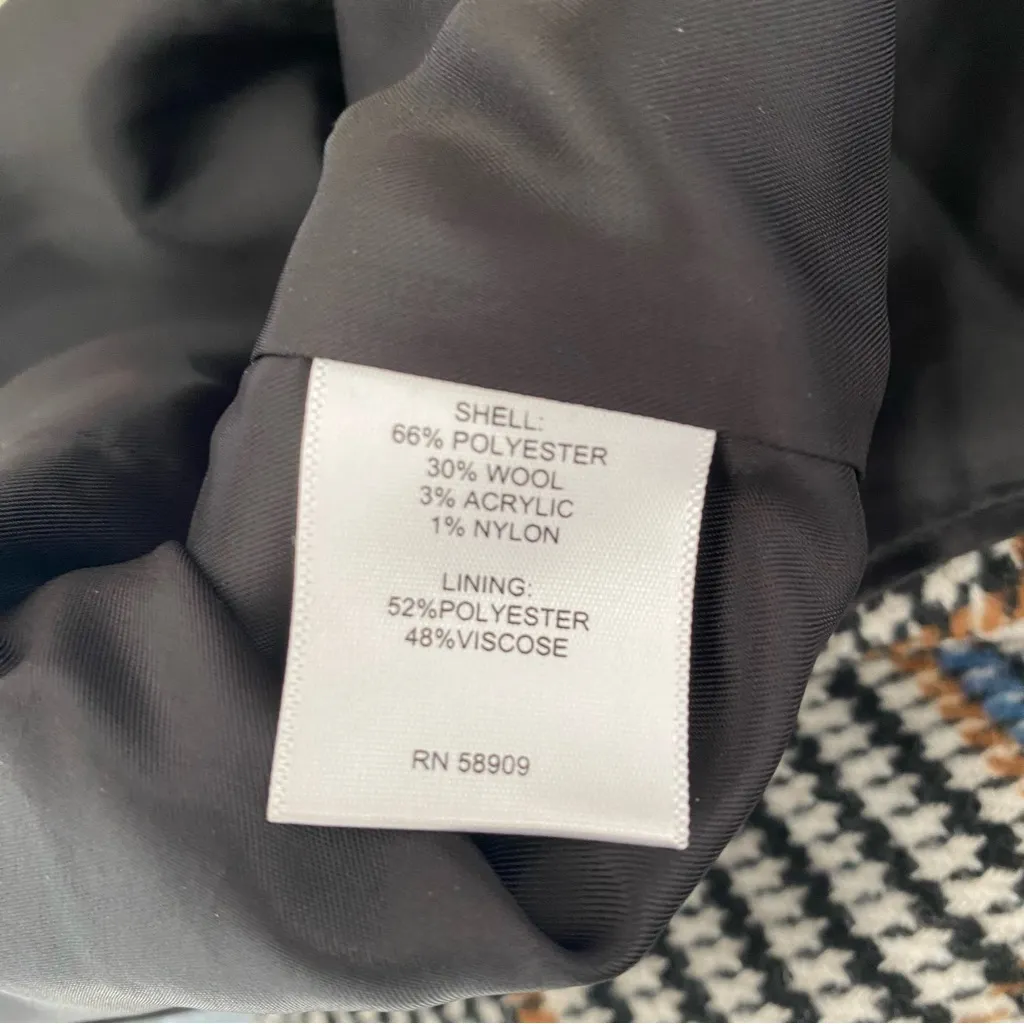 SHELL:
66% POLYESTER
30% WOOL
3% ACRYLIC
1% NYLON
LINING:
52%POLYESTER
48%VISCOSE
RN 58909